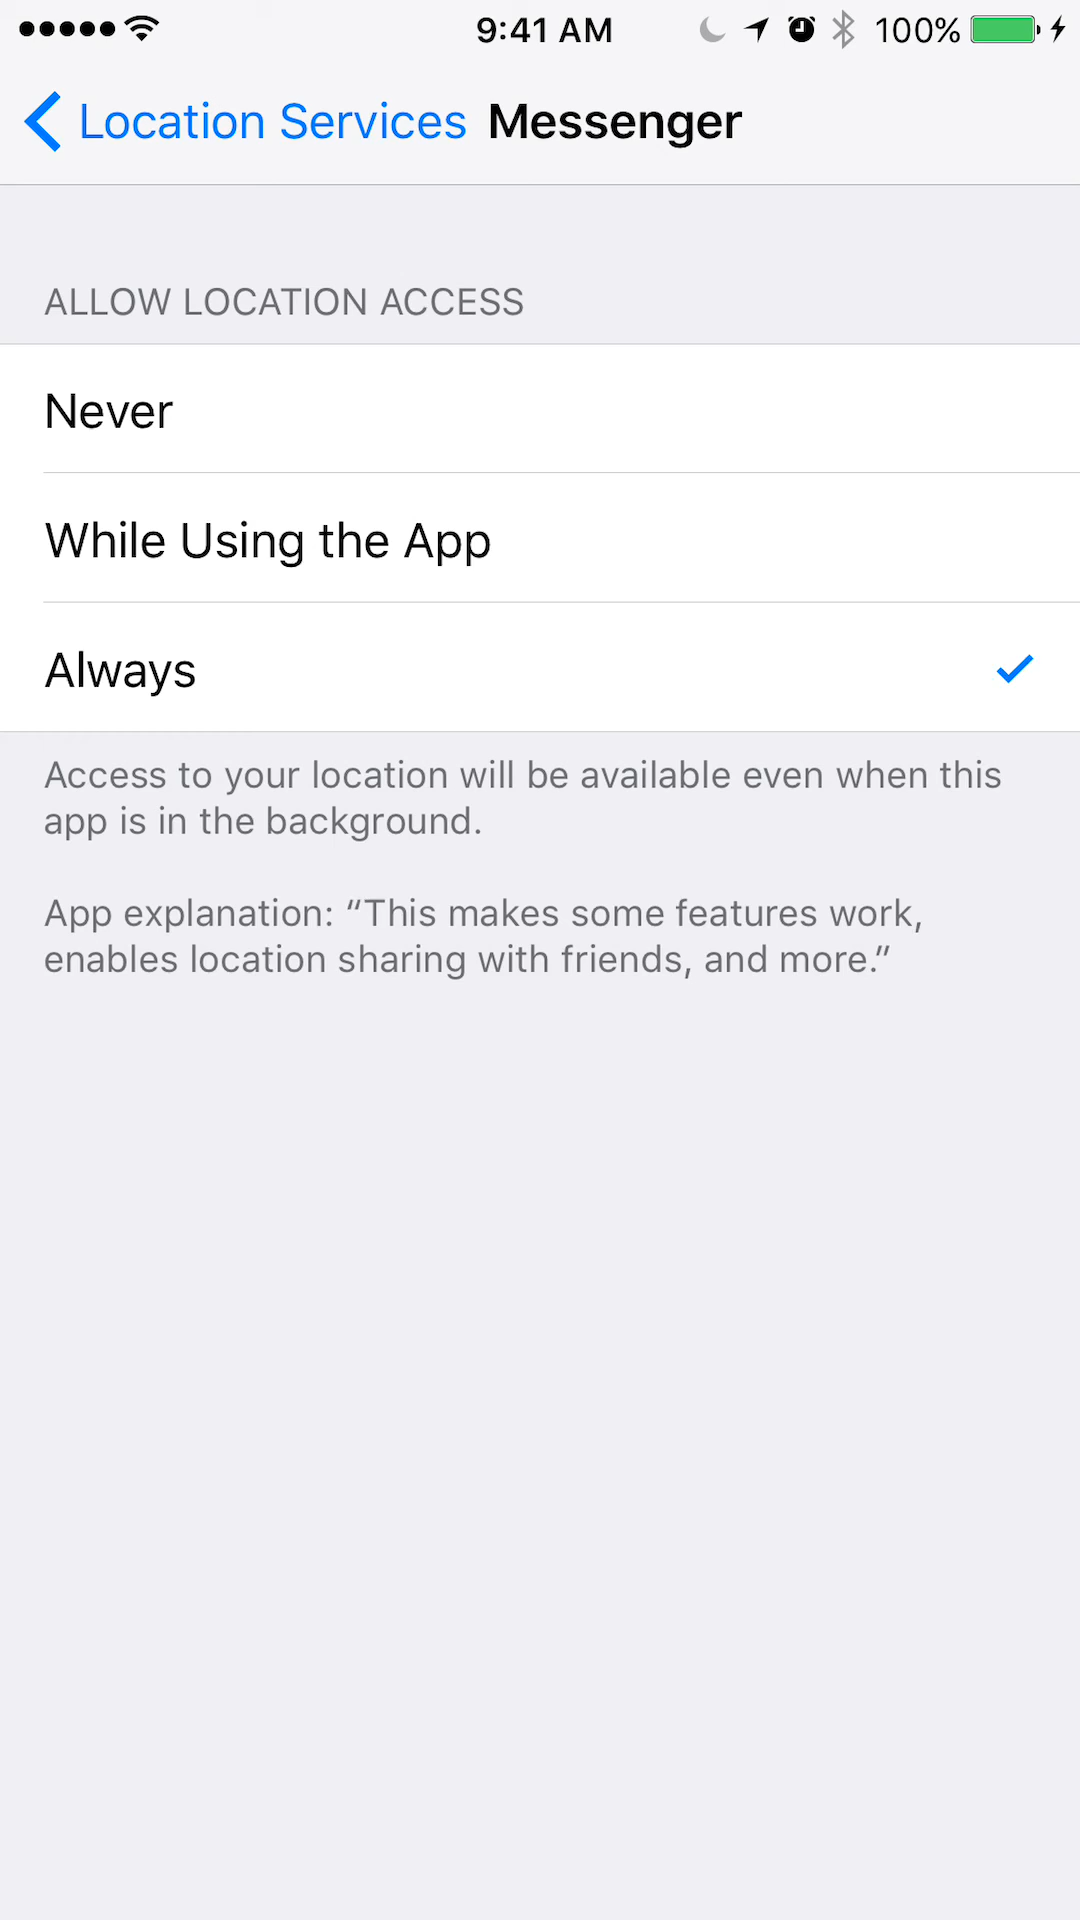 9:41 AM 100%
Location Services Messenger
ALLOW LOCATION ACCESS
Never
While Using the App
Always
Access to your location will be available even when this
app is in the background.
App explanation: “This makes some features work,
enables location sharing with friends, and more.”